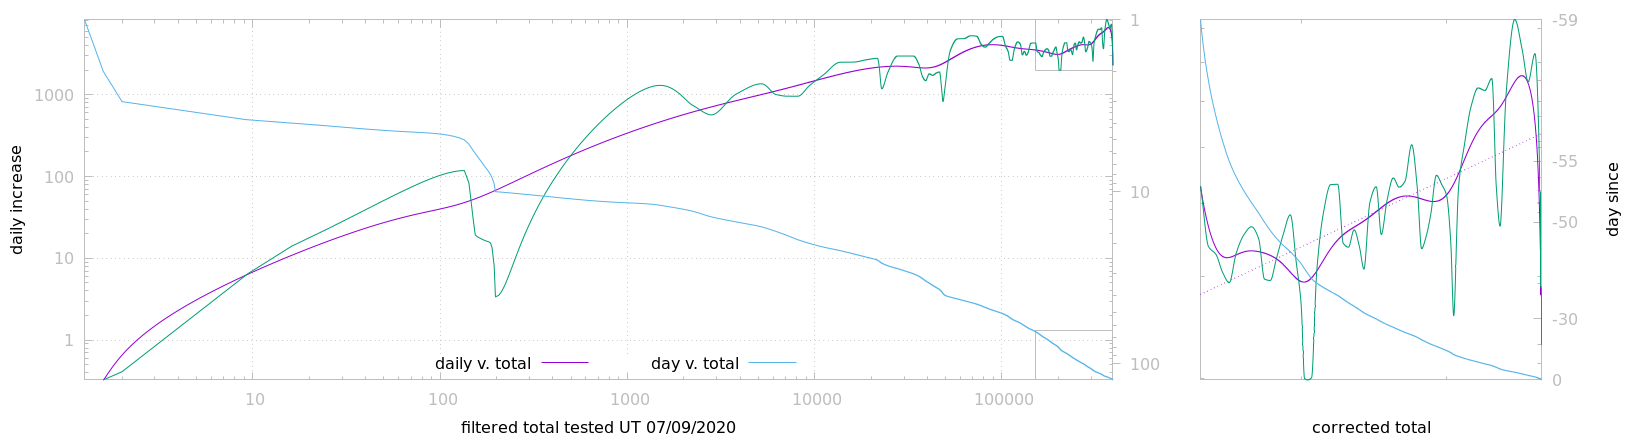 1000
100
10
1
daily increase
daily v. total
day v. total
10
100
1000
10000
100000
filtered total tested UT 07/09/2020
1
10
100
-59
-55
-50
-30
0
day since
corrected total